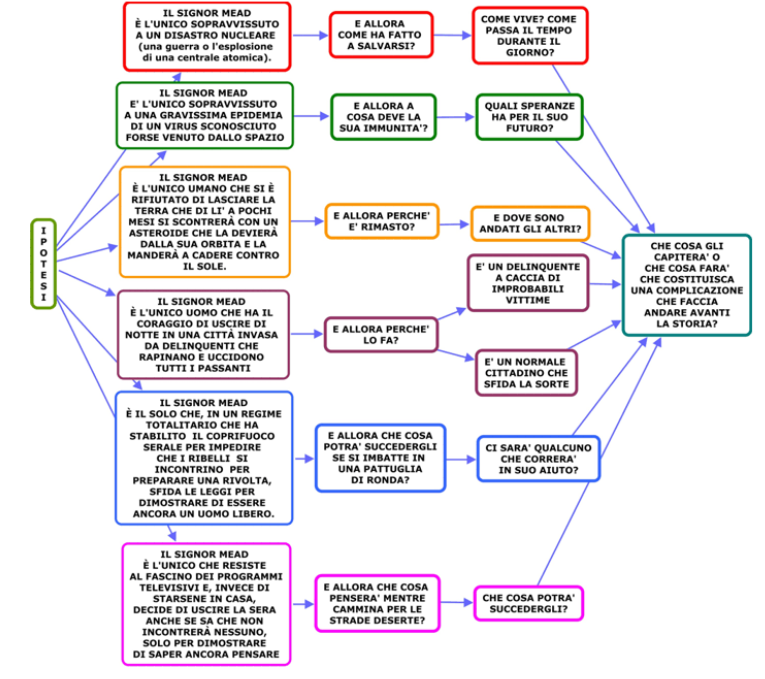 I
P
O
T
E
S
I
IL SIGNOR MEAD
È L'UNICO SOPRAVVISSUTO
A UN DISASTRO NUCLEARE
(una guerra o l'esplosione
di una centrale atomica).
E ALLORA
COME HA FATTO
A SALVARSI?
COME VIVE? COME
PASSA IL TEMPO
DURANTE IL
GIORNO?
IL SIGNOR MEAD
E' L'UNICO SOPRAVVISSUTO
A UNA GRAVISSIMA EPIDEMIA
DI UN VIRUS SCONOSCIUTO
FORSE VENUTO DALLO SPAZIO
E ALLORA A
COSA DEVE LA
SUA IMMUNITA'?
QUALI SPERANZE
HA PER IL SUO
FUTURO?
IL SIGNOR MEAD
È L'UNICO UMANO CHE SI È
RIFIUTATO DI LASCIARE LA
TERRA CHE DI LI' A POCHI
MESI SI SCONTRERÀ CON UN
ASTEROIDE CHE LA DEVIERÀ
DALLA SUA ORBITA E LA
MANDERÀ A CADERE CONTRO
IL SOLE.
E ALLORA PERCHE'
E' RIMASTO?
E DOVE SONO
ANDATI GLI ALTRI?
IL SIGNOR MEAD
È L'UNICO UOMO CHE HA IL
CORAGGIO DI USCIRE DI
NOTTE IN UNA CITTÀ INVASA
DA DELINQUENTI CHE
RAPINANO E UCCIDONO
TUTTI I PASSANTI
E ALLORA PERCHE'
LO FA?
E' UN DELINQUENTE
A CACCIA DI
IMPROBABILI
VITTIME
E' UN NORMALE
CITTADINO CHE
SFIDA LA SORTE
IL SIGNOR MEAD
È IL SOLO CHE, IN UN REGIME
TOTALITARIO CHE HA
STABILITO IL COPRIFUOCO
SERALE PER IMPEDIRE
CHE I RIBELLI SI
INCONTRINO PER
PREPARARE UNA RIVOLTA,
SFIDA LE LEGGI PER
DIMOSTRARE DI ESSERE
ANCORA UN UOMO LIBERO.
E ALLORA CHE COSA
POTRA' SUCCEDERGLI
SE SI IMBATTE IN
UNA PATTUGLIA
DI RONDA?
CI SARA' QUALCUNO
CHE CORRERA'
IN SUO AIUTO?
IL SIGNOR MEAD
È L'UNICO CHE RESISTE
AL FASCINO DEI PROGRAMMI
TELEVISIVI E, INVECE DI
STARSENE IN CASA,
DECIDE DI USCIRE LA SERA
ANCHE SE SA CHE NON
INCONTRERÀ NESSUNO,
SOLO PER DIMOSTRARE
DI SAPER ANCORA PENSARE
E ALLORA CHE COSA
PENSERA' MENTRE
CAMMINA PER LE
STRADE DESERTE?
CHE COSA POTRA'
SUCCEDERGLI?
CHE COSA GLI
CAPITERA' O
CHE COSA FARA'
CHE COSTITUISCA
UNA COMPLICAZIONE
CHE FACCIA
ANDARE AVANTI
LA STORIA?